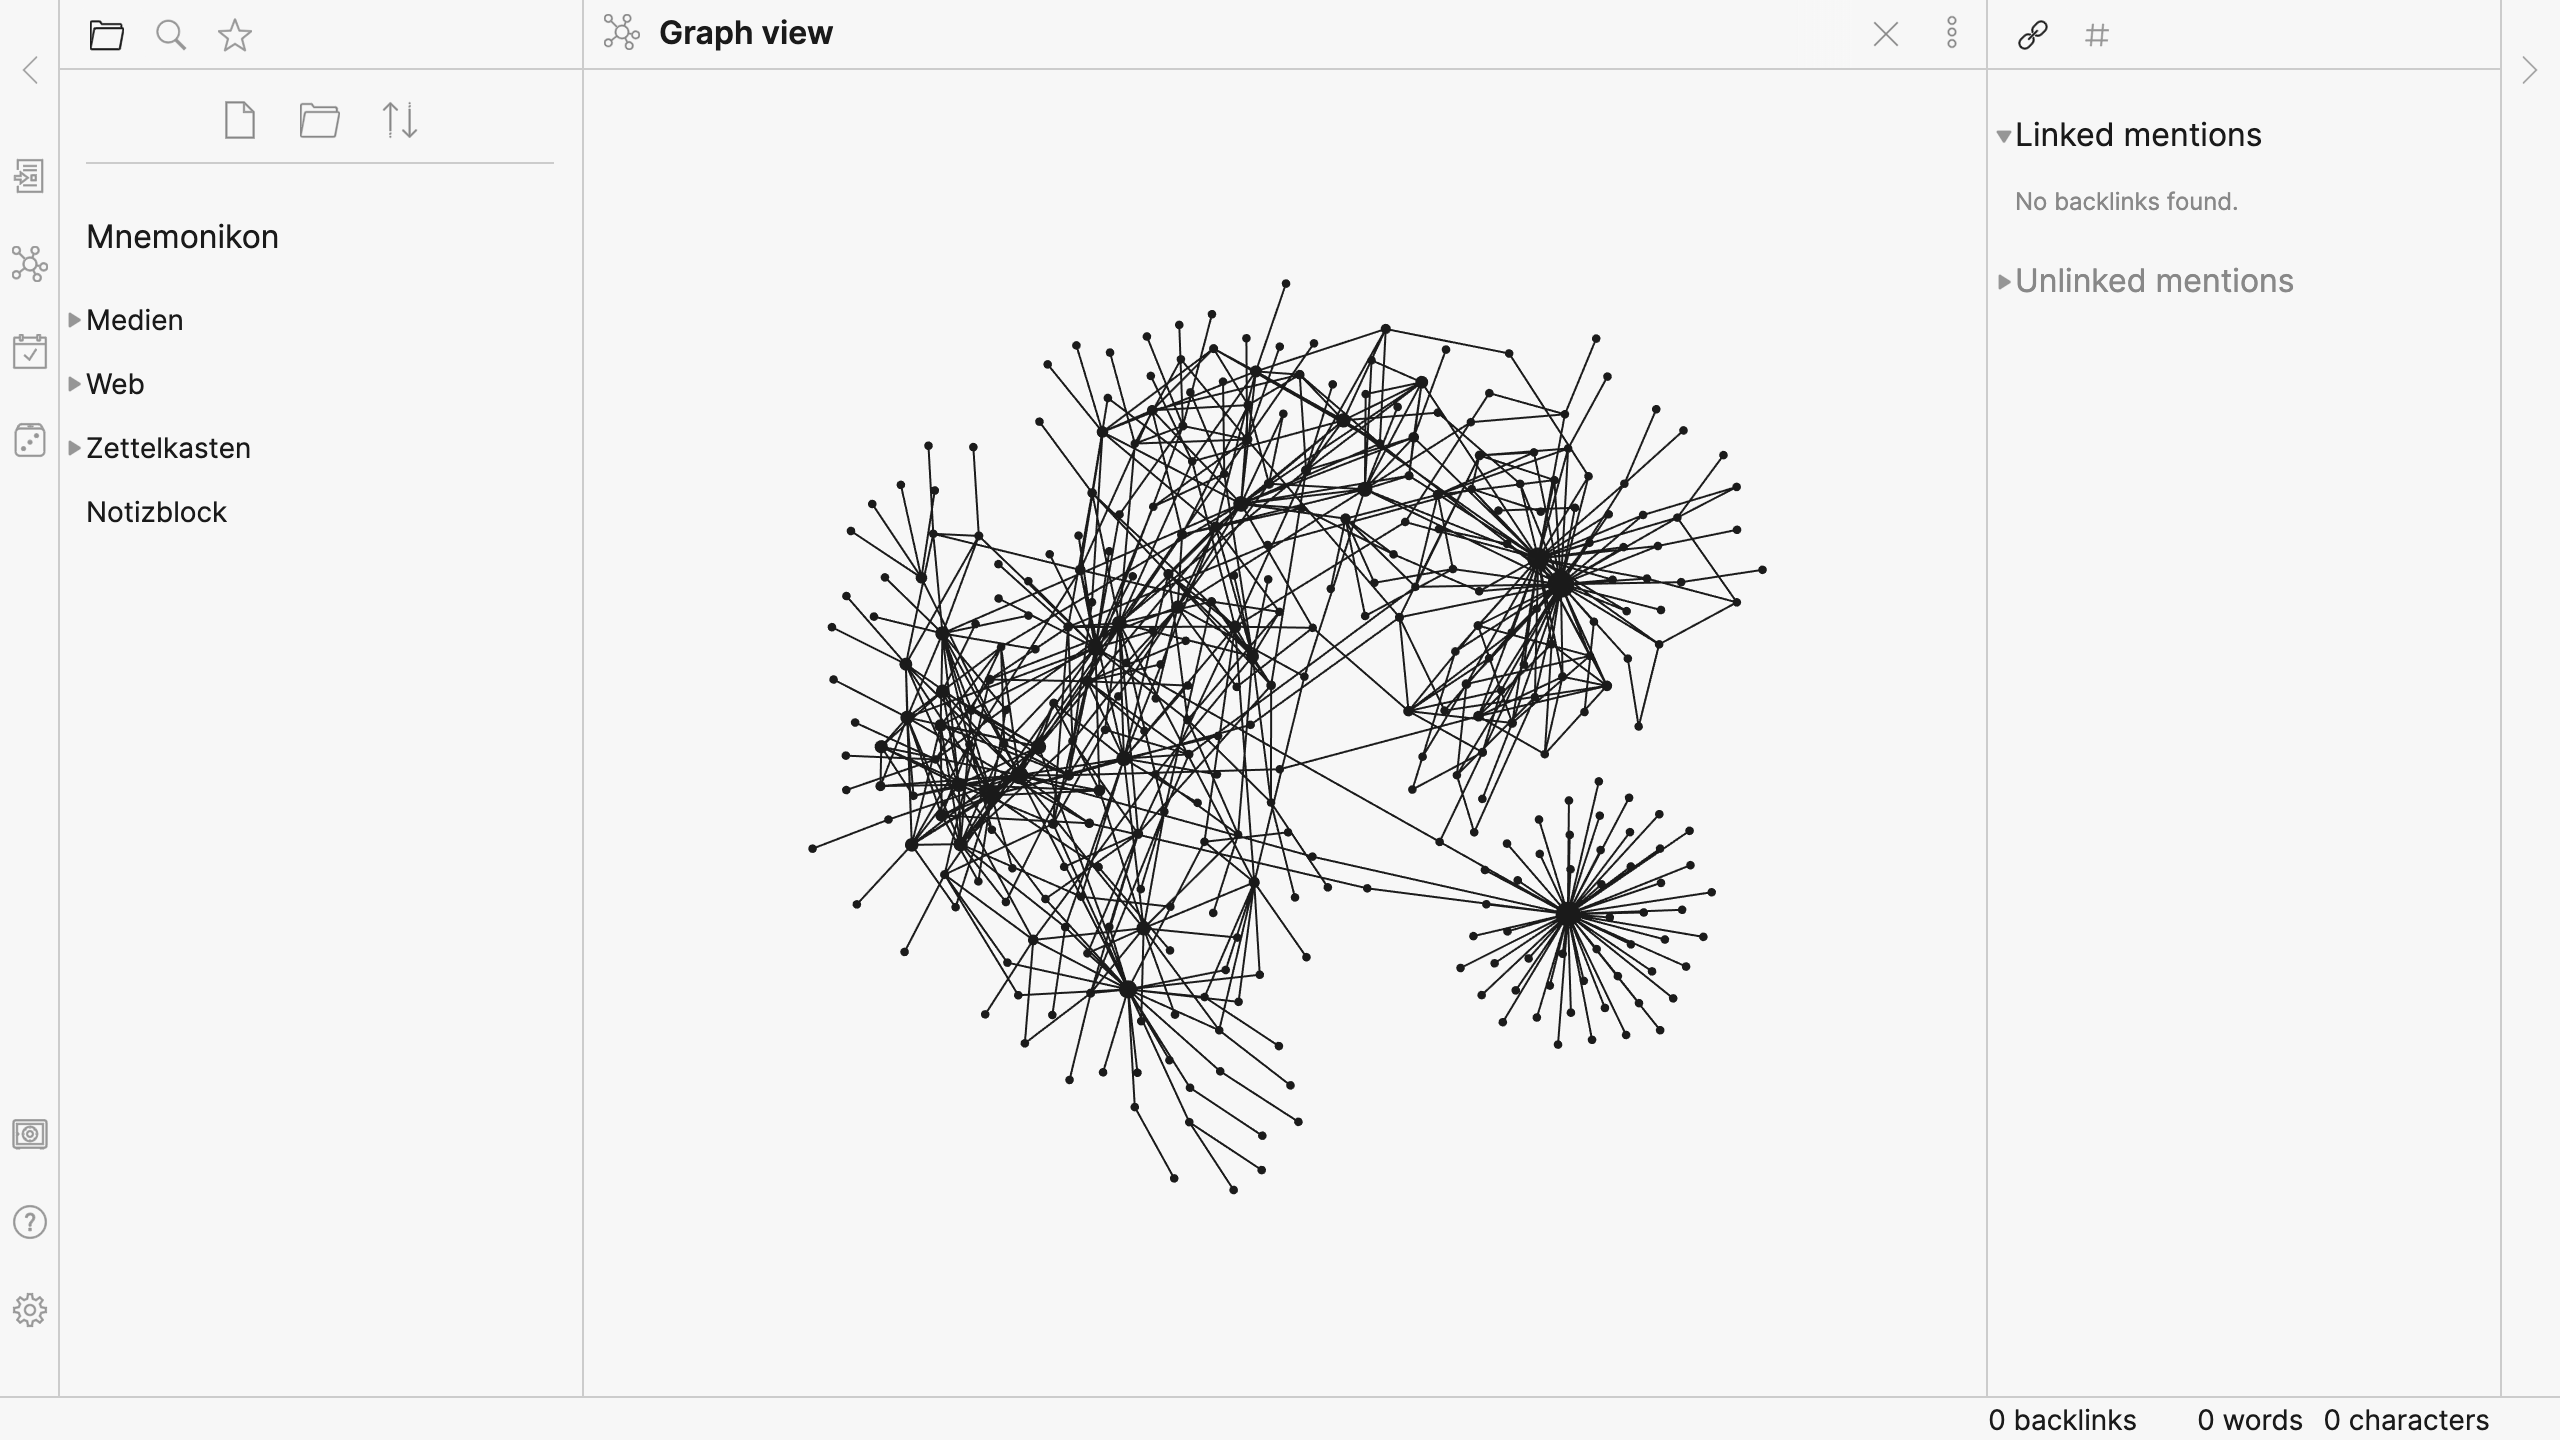 Graph view
Mnemonikon
Medien
Web
Zettelkasten
Notizblock
Linked mentions
No backlinks found.
Unlinked mentions
0 backlinks 0 words 0 characters